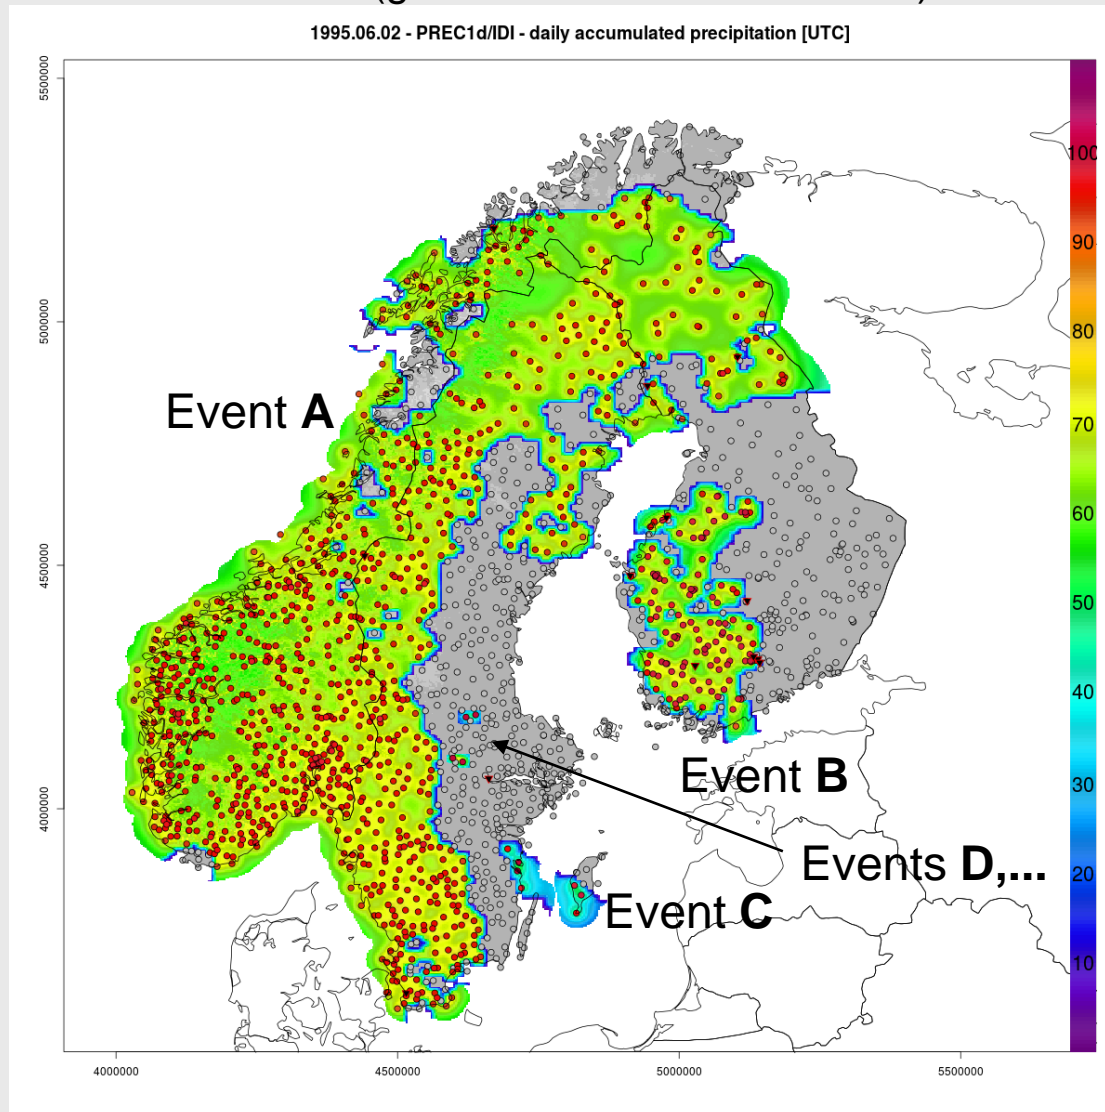 1995.06.02 - PREC1d/IDI - daily accumulated precipitation [UTC]
5500000
5000000
4500000
4000000
100
90
80
70
60
50
40
30
20
10
Event A
Event B
Events D,...
Event C
4000000 4500000 5000000 5500000